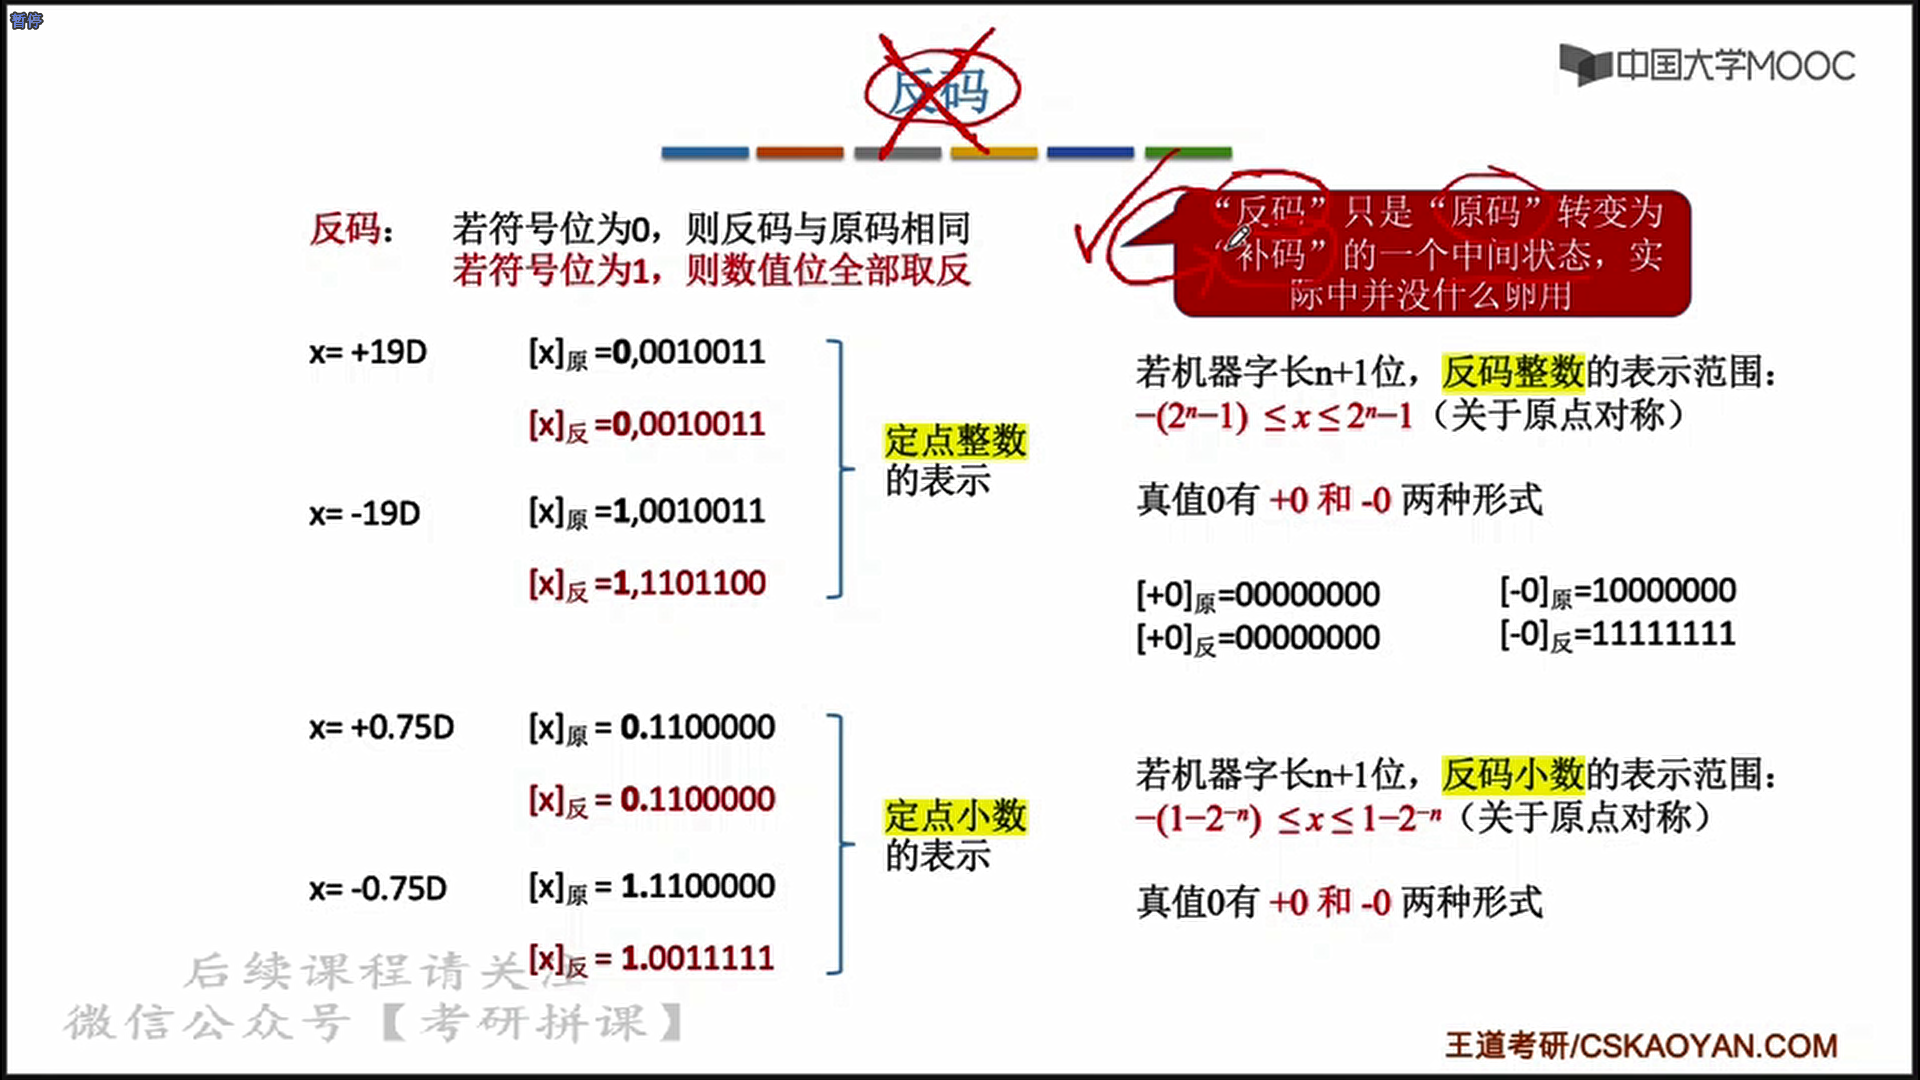 暂停
反码
中国大学MOOC
反码： 若符号位为0，则反码与原码相同
若符号位为1，则数值位全部取反
“反码”只是“原码”转变为
“补码”的一个中间状态，实
际中并没什么卵用
x= +19D [x]原 =0,0010011
[x]反 =0,0010011
x= -19D [x]原 =1,0010011
[x]反 =1,1101100
定点整数
的表示
x= +0.75D [x]原 = 0.1100000
[x]反 = 0.1100000
x= -0.75D [x]原 = 1.1100000
[x]反 = 1.0011111
定点小数
的表示
若机器字长n+1位，反码整数的表示范围：
−(2ⁿ−1) ≤ x ≤ 2ⁿ−1（关于原点对称）
真值0有 +0 和 -0 两种形式
[+0]原=00000000 [-0]原=10000000
[+0]反=00000000 [-0]反=11111111
若机器字长n+1位，反码小数的表示范围：
−(1−2⁻ⁿ) ≤ x ≤ 1−2⁻ⁿ（关于原点对称）
真值0有 +0 和 -0 两种形式
后续课程请关注
微信公众号【考研拼课】
王道考研/CSKAOYAN.COM